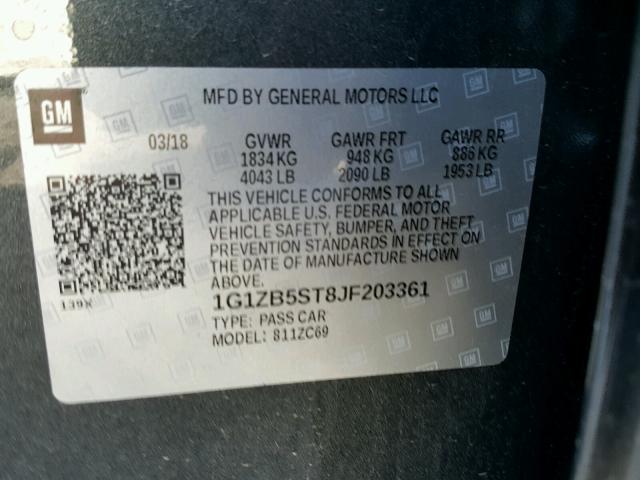 GM
MFD BY GENERAL MOTORS LLC
03/18 GVWR GAWR FRT GAWR RR
1834 KG 948 KG 886 KG
4043 LB 2090 LB 1953 LB
THIS VEHICLE CONFORMS TO ALL
APPLICABLE U.S. FEDERAL MOTOR
VEHICLE SAFETY, BUMPER, AND THEFT
PREVENTION STANDARDS IN EFFECT ON
THE DATE OF MANUFACTURE SHOWN
ABOVE.
139X
1G1ZB5ST8JF203361
TYPE: PASS CAR
MODEL: 811ZC69